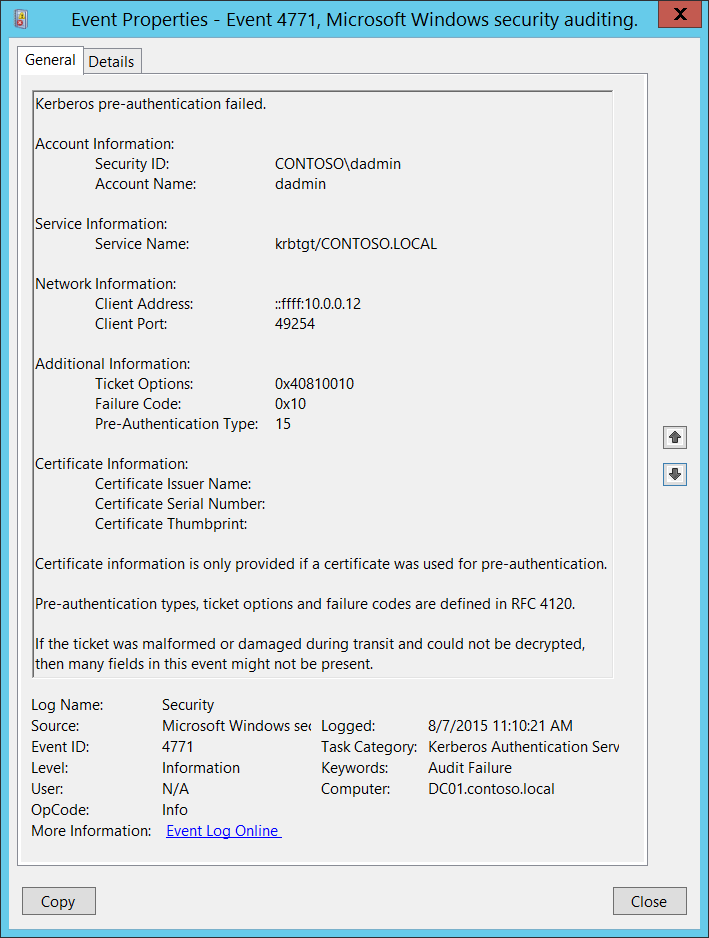 Event Properties - Event 4771, Microsoft Windows security auditing.
X
General Details
Kerberos pre-authentication failed.
Account Information:
Security ID: CONTOSO\dadmin
Account Name: dadmin
Service Information:
Service Name: krbtgt/CONTOSO.LOCAL
Network Information:
Client Address: ::ffff:10.0.0.12
Client Port: 49254
Additional Information:
Ticket Options: 0x40810010
Failure Code: 0x10
Pre-Authentication Type: 15
Certificate Information:
Certificate Issuer Name:
Certificate Serial Number:
Certificate Thumbprint:
Certificate information is only provided if a certificate was used for pre-authentication.
Pre-authentication types, ticket options and failure codes are defined in RFC 4120.
If the ticket was malformed or damaged during transit and could not be decrypted,
then many fields in this event might not be present.
Log Name: Security
Source: Microsoft Windows sec Logged: 8/7/2015 11:10:21 AM
Event ID: 4771 Task Category: Kerberos Authentication Serv
Level: Information Keywords: Audit Failure
User: N/A Computer: DC01.contoso.local
OpCode: Info
More Information: Event Log Online
Copy Close